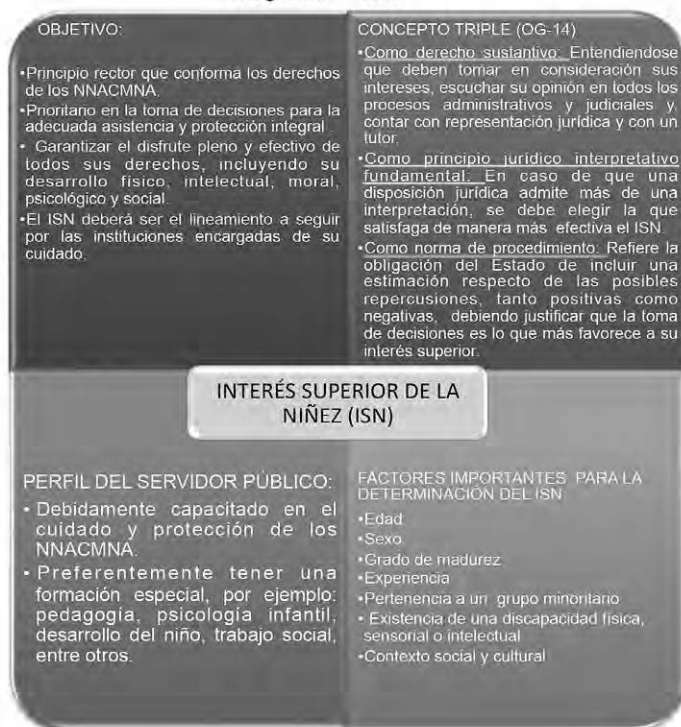 OBJETIVO:
•Principio rector que conforma los derechos
de los NNACMNA.
•Prioritario en la toma de decisiones para la
adecuada asistencia y protección integral
• Garantizar el disfrute pleno y efectivo de
todos sus derechos, incluyendo su
desarrollo físico, intelectual, moral,
psicológico y social.
•El ISN deberá ser el lineamiento a seguir
por las instituciones encargadas de su
cuidado.
CONCEPTO TRIPLE (OG-14)
•Como derecho sustantivo: Entendiendose
que deben tomar en consideración sus
intereses, escuchar su opinión en todos los
procesos administrativos y judiciales y,
contar con representación jurídica y con un
tutor.
•Como principio jurídico interpretativo
fundamental: En caso de que una
disposición jurídica admite más de una
interpretación, se debe elegir la que
satisfaga de manera más efectiva el ISN.
•Como norma de procedimiento: Refiere la
obligación del Estado de incluir una
estimación respecto de las posibles
repercusiones, tanto positivas como
negativas, debiendo justificar que la toma
de decisiones es lo que más favorece a su
interés superior.
INTERÉS SUPERIOR DE LA
NIÑEZ (ISN)
PERFIL DEL SERVIDOR PÚBLICO:
• Debidamente capacitado en el
cuidado y protección de los
NNACMNA.
• Preferentemente tener una
formación especial, por ejemplo:
pedagogía, psicología infantil,
desarrollo del niño, trabajo social,
entre otros.
FACTORES IMPORTANTES PARA LA
DETERMINACIÓN DEL ISN
•Edad
•Sexo.
•Grado de madurez
•Experiencia
•Pertenencia a un grupo minoritario
• Existencia de una discapacidad física,
sensorial o intelectual
•Contexto social y cultural